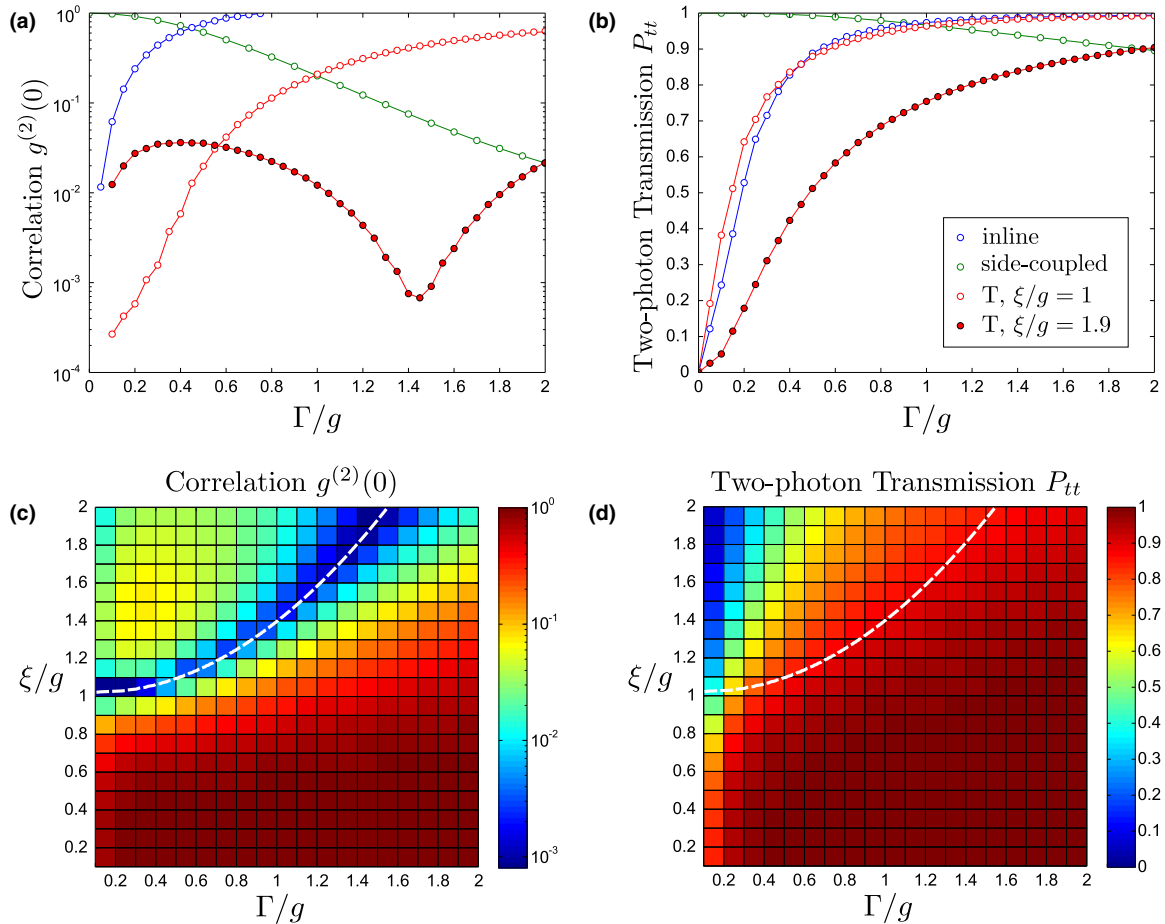 (a)
Correlation g^{(2)}(0)
10^0
10^{-1}
10^{-2}
10^{-3}
10^{-4}
0 0.2 0.4 0.6 0.8 1 1.2 1.4 1.6 1.8 2
Γ/g
(b)
Two-photon Transmission P_{tt}
1
0.9
0.8
0.7
0.6
0.5
0.4
0.3
0.2
0.1
0
0 0.2 0.4 0.6 0.8 1 1.2 1.4 1.6 1.8 2
Γ/g
inline
side-coupled
T, ξ/g = 1
T, ξ/g = 1.9
(c)
Correlation g^{(2)}(0)
ξ/g
2
1.8
1.6
1.4
1.2
1
0.8
0.6
0.4
0.2
0.2 0.4 0.6 0.8 1 1.2 1.4 1.6 1.8 2
Γ/g
10^0
10^{-1}
10^{-2}
10^{-3}
(d)
Two-photon Transmission P_{tt}
ξ/g
2
1.8
1.6
1.4
1.2
1
0.8
0.6
0.4
0.2
0.2 0.4 0.6 0.8 1 1.2 1.4 1.6 1.8 2
Γ/g
1
0.9
0.8
0.7
0.6
0.5
0.4
0.3
0.2
0.1
0